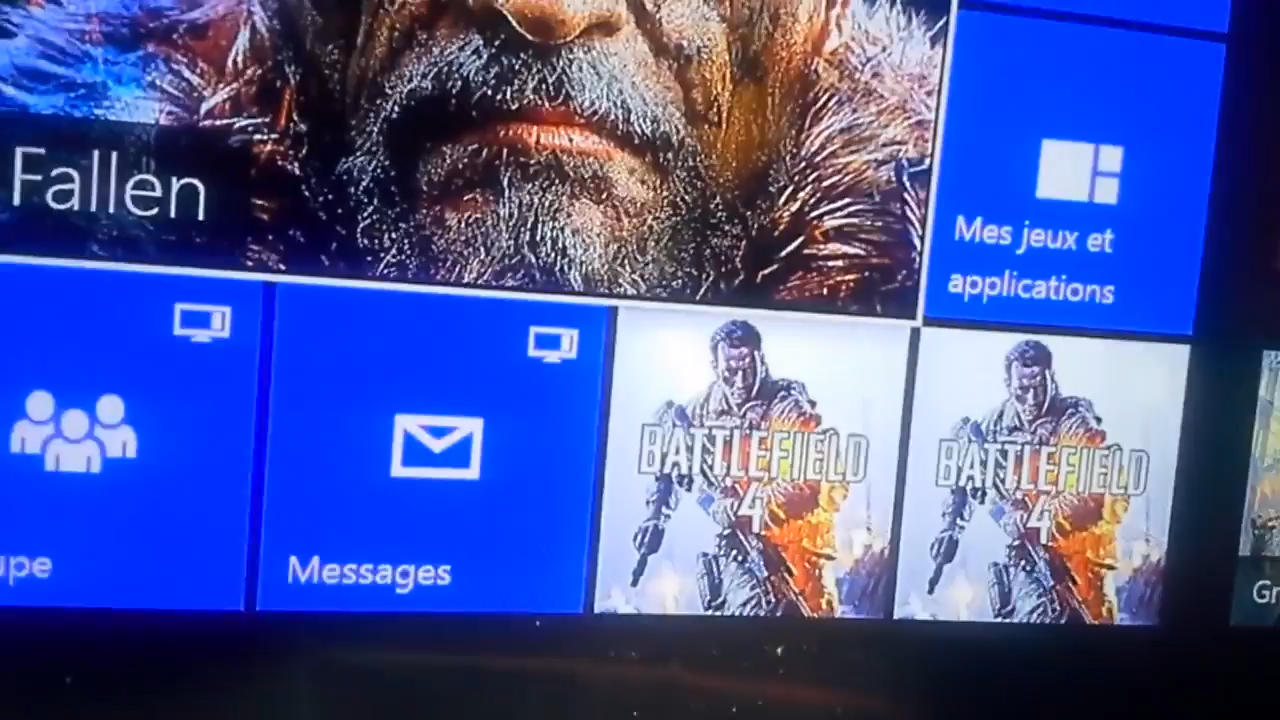 Fallen
Mes jeux et
applications
upe
Messages
BATTLEFIELD
4
BATTLEFIELD
4
Gr